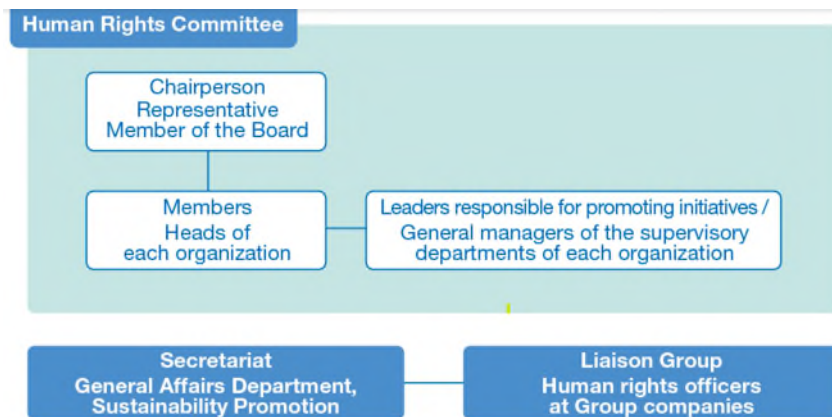 Human Rights Committee
Chairperson
Representative
Member of the Board
Members
Heads of
each organization
Leaders responsible for promoting initiatives /
General managers of the supervisory
departments of each organization
Secretariat
General Affairs Department,
Sustainability Promotion
Liaison Group
Human rights officers
at Group companies